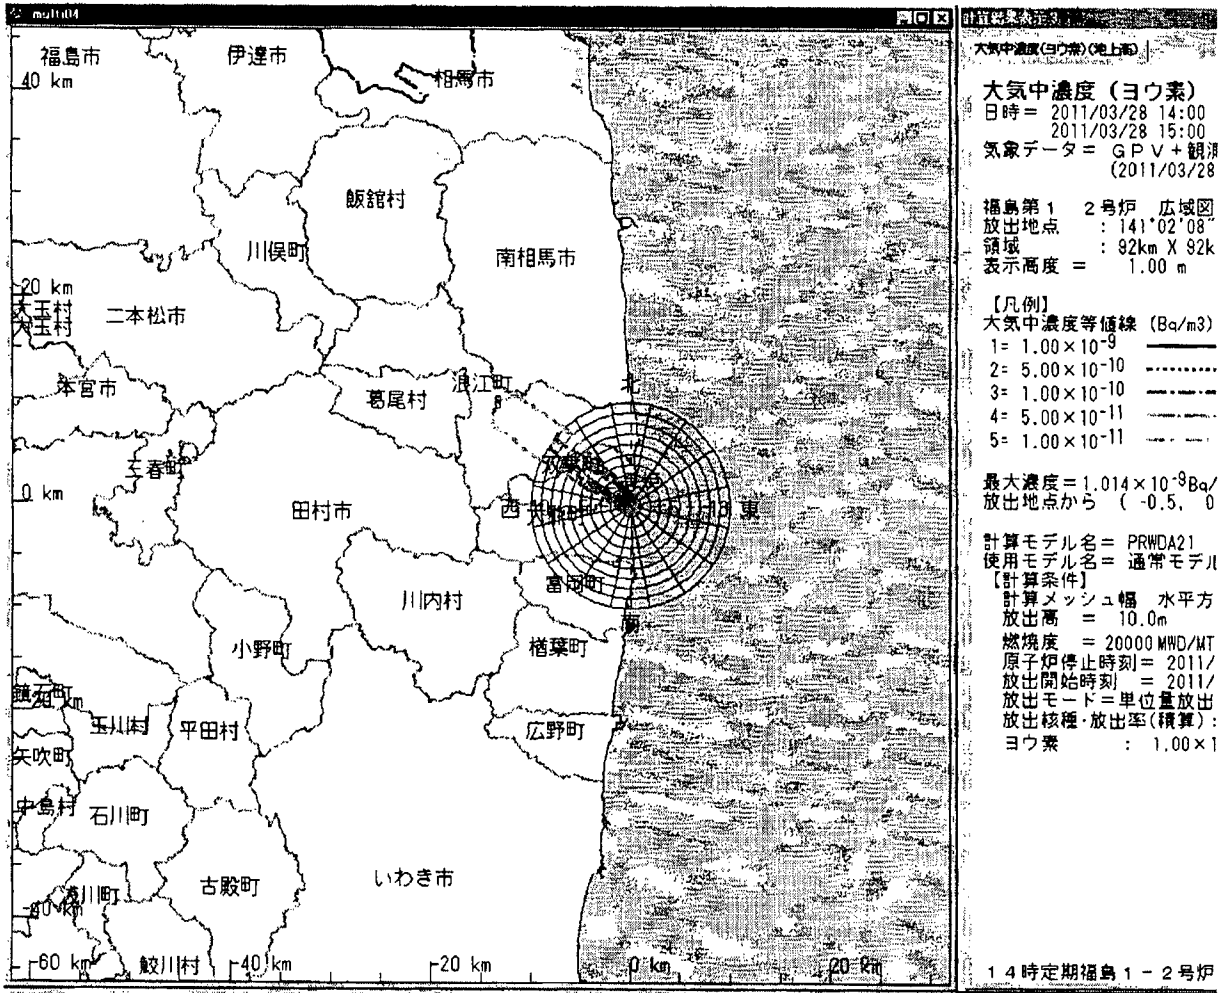 multi04
福島市
伊達市
40 km
相馬市
飯舘村
川俣町
南相馬市
20 km
大玉村
大玉村
二本松市
本宮市
浪江町
北
葛尾村
三春町
双葉町
0 km
田村市
西
東
富岡町
川内村
南
小野町
楢葉町
玉川村
平田村
広野町
矢吹町
中島村
石川町
古殿町
いわき市
浅川町
-40 km
-60 km
鮫川村
-40 km
-20 km
0 km
20 km
計算結果表示
大気中濃度(ヨウ素)(地上高)
大気中濃度(ヨウ素)
日時= 2011/03/28 14:00
2011/03/28 15:00
気象データ= GPV+観測
(2011/03/28
福島第1 2号炉 広域図
放出地点 : 141°02'08"
領域 : 92km X 92k
表示高度 = 1.00 m
【凡例】
大気中濃度等値線 (Bq/m3)
1= 1.00×10⁻⁹
2= 5.00×10⁻¹⁰
3= 1.00×10⁻¹⁰
4= 5.00×10⁻¹¹
5= 1.00×10⁻¹¹
最大濃度=1.014×10⁻⁹Bq/
放出地点から ( -0.5, 0
計算モデル名= PRWDA21
使用モデル名= 通常モデル
【計算条件】
計算メッシュ幅 水平方
放出高 = 10.0m
燃焼度 = 20000MWD/MT
原子炉停止時刻= 2011/
放出開始時刻 = 2011/
放出モード=単位量放出
放出核種・放出率(積算):
ヨウ素 : 1.00×1
14時定期福島1-2号炉